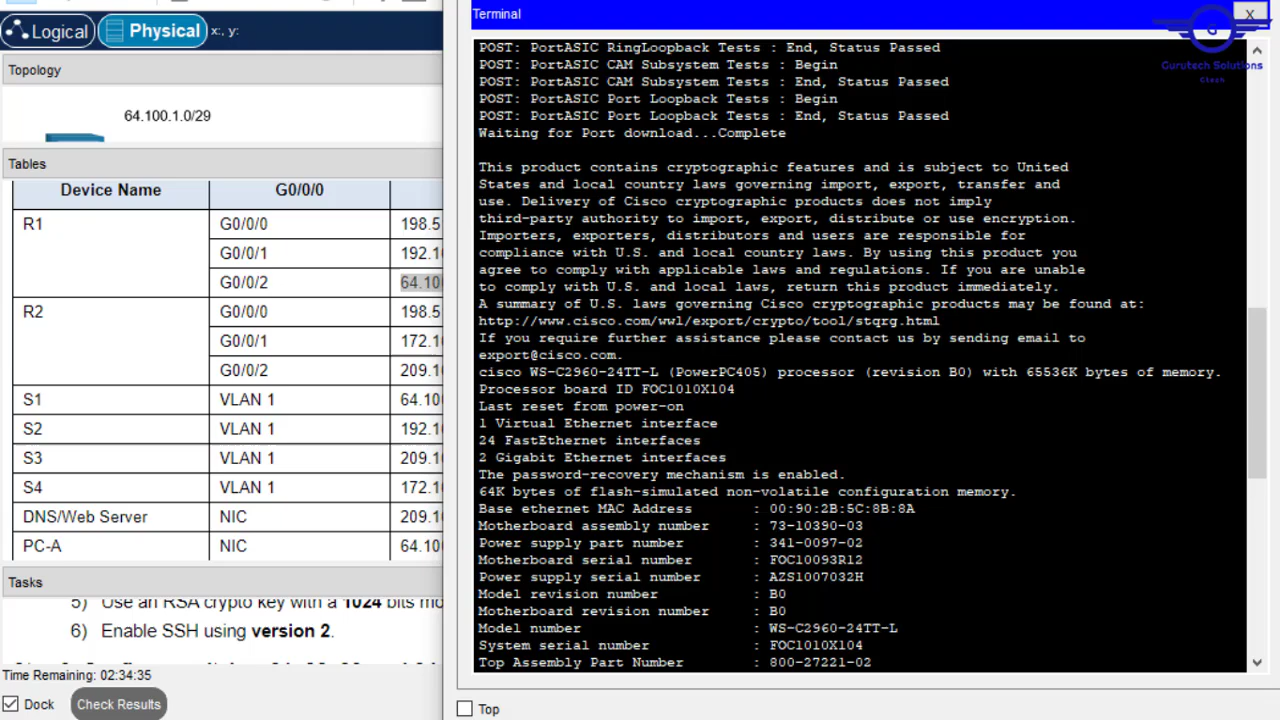 Logical
Physical
x:, y:
Topology
64.100.1.0/29
Tables
Device Name G0/0/0
R1 G0/0/0 198.5
G0/0/1 192.1
G0/0/2 64.10
R2 G0/0/0 198.5
G0/0/1 172.1
G0/0/2 209.1
S1 VLAN 1 64.10
S2 VLAN 1 192.1
S3 VLAN 1 209.1
S4 VLAN 1 172.1
DNS/Web Server NIC 209.1
PC-A NIC 64.10
Tasks
5) Use an RSA crypto key with a 1024 bits mo
6) Enable SSH using version 2.
Time Remaining: 02:34:35
Dock
Check Results
Terminal
X
G
Gurutech Solutions
Gtech
POST: PortASIC RingLoopback Tests : End, Status Passed
POST: PortASIC CAM Subsystem Tests : Begin
POST: PortASIC CAM Subsystem Tests : End, Status Passed
POST: PortASIC Port Loopback Tests : Begin
POST: PortASIC Port Loopback Tests : End, Status Passed
Waiting for Port download...Complete
This product contains cryptographic features and is subject to United
States and local country laws governing import, export, transfer and
use. Delivery of Cisco cryptographic products does not imply
third-party authority to import, export, distribute or use encryption.
Importers, exporters, distributors and users are responsible for
compliance with U.S. and local country laws. By using this product you
agree to comply with applicable laws and regulations. If you are unable
to comply with U.S. and local laws, return this product immediately.
A summary of U.S. laws governing Cisco cryptographic products may be found at:
http://www.cisco.com/wwl/export/crypto/tool/stqrg.html
If you require further assistance please contact us by sending email to
export@cisco.com.
cisco WS-C2960-24TT-L (PowerPC405) processor (revision B0) with 65536K bytes of memory.
Processor board ID FOC1010X104
Last reset from power-on
1 Virtual Ethernet interface
24 FastEthernet interfaces
2 Gigabit Ethernet interfaces
The password-recovery mechanism is enabled.
64K bytes of flash-simulated non-volatile configuration memory.
Base ethernet MAC Address : 00:90:2B:5C:8B:8A
Motherboard assembly number : 73-10390-03
Power supply part number : 341-0097-02
Motherboard serial number : FOC10093R12
Power supply serial number : AZS1007032H
Model revision number : B0
Motherboard revision number : B0
Model number : WS-C2960-24TT-L
System serial number : FOC1010X104
Top Assembly Part Number : 800-27221-02
Top